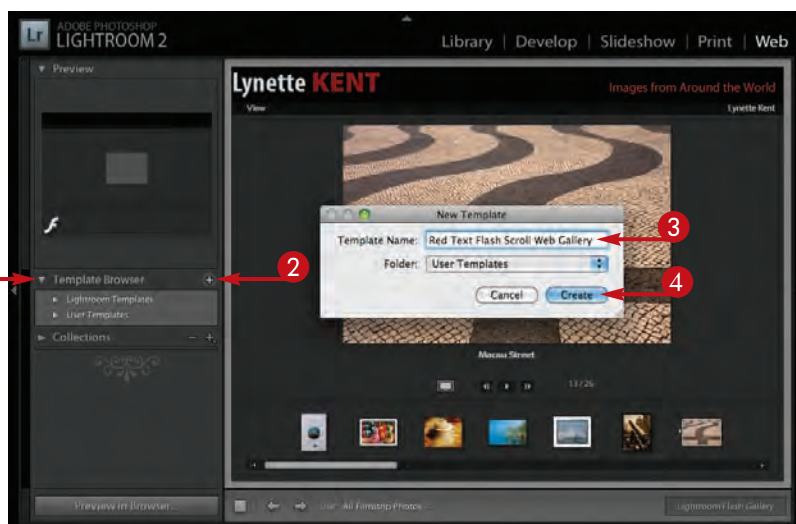 ADOBE PHOTOSHOP
Lr LIGHTROOM 2
Library | Develop | Slideshow | Print | Web
Preview
Lynette KENT
Images from Around the World
View
Lynette Kent
New Template
Template Name: Red Text Flash Scroll Web Gallery
3
Folder: User Templates
Template Browser
2
Lightroom Templates
User Templates
Cancel
Create
4
Collections
Macau Street
13 / 26
Preview in Browser...
Use: All Filmstrip Photos
Lightroom Flash Gallery